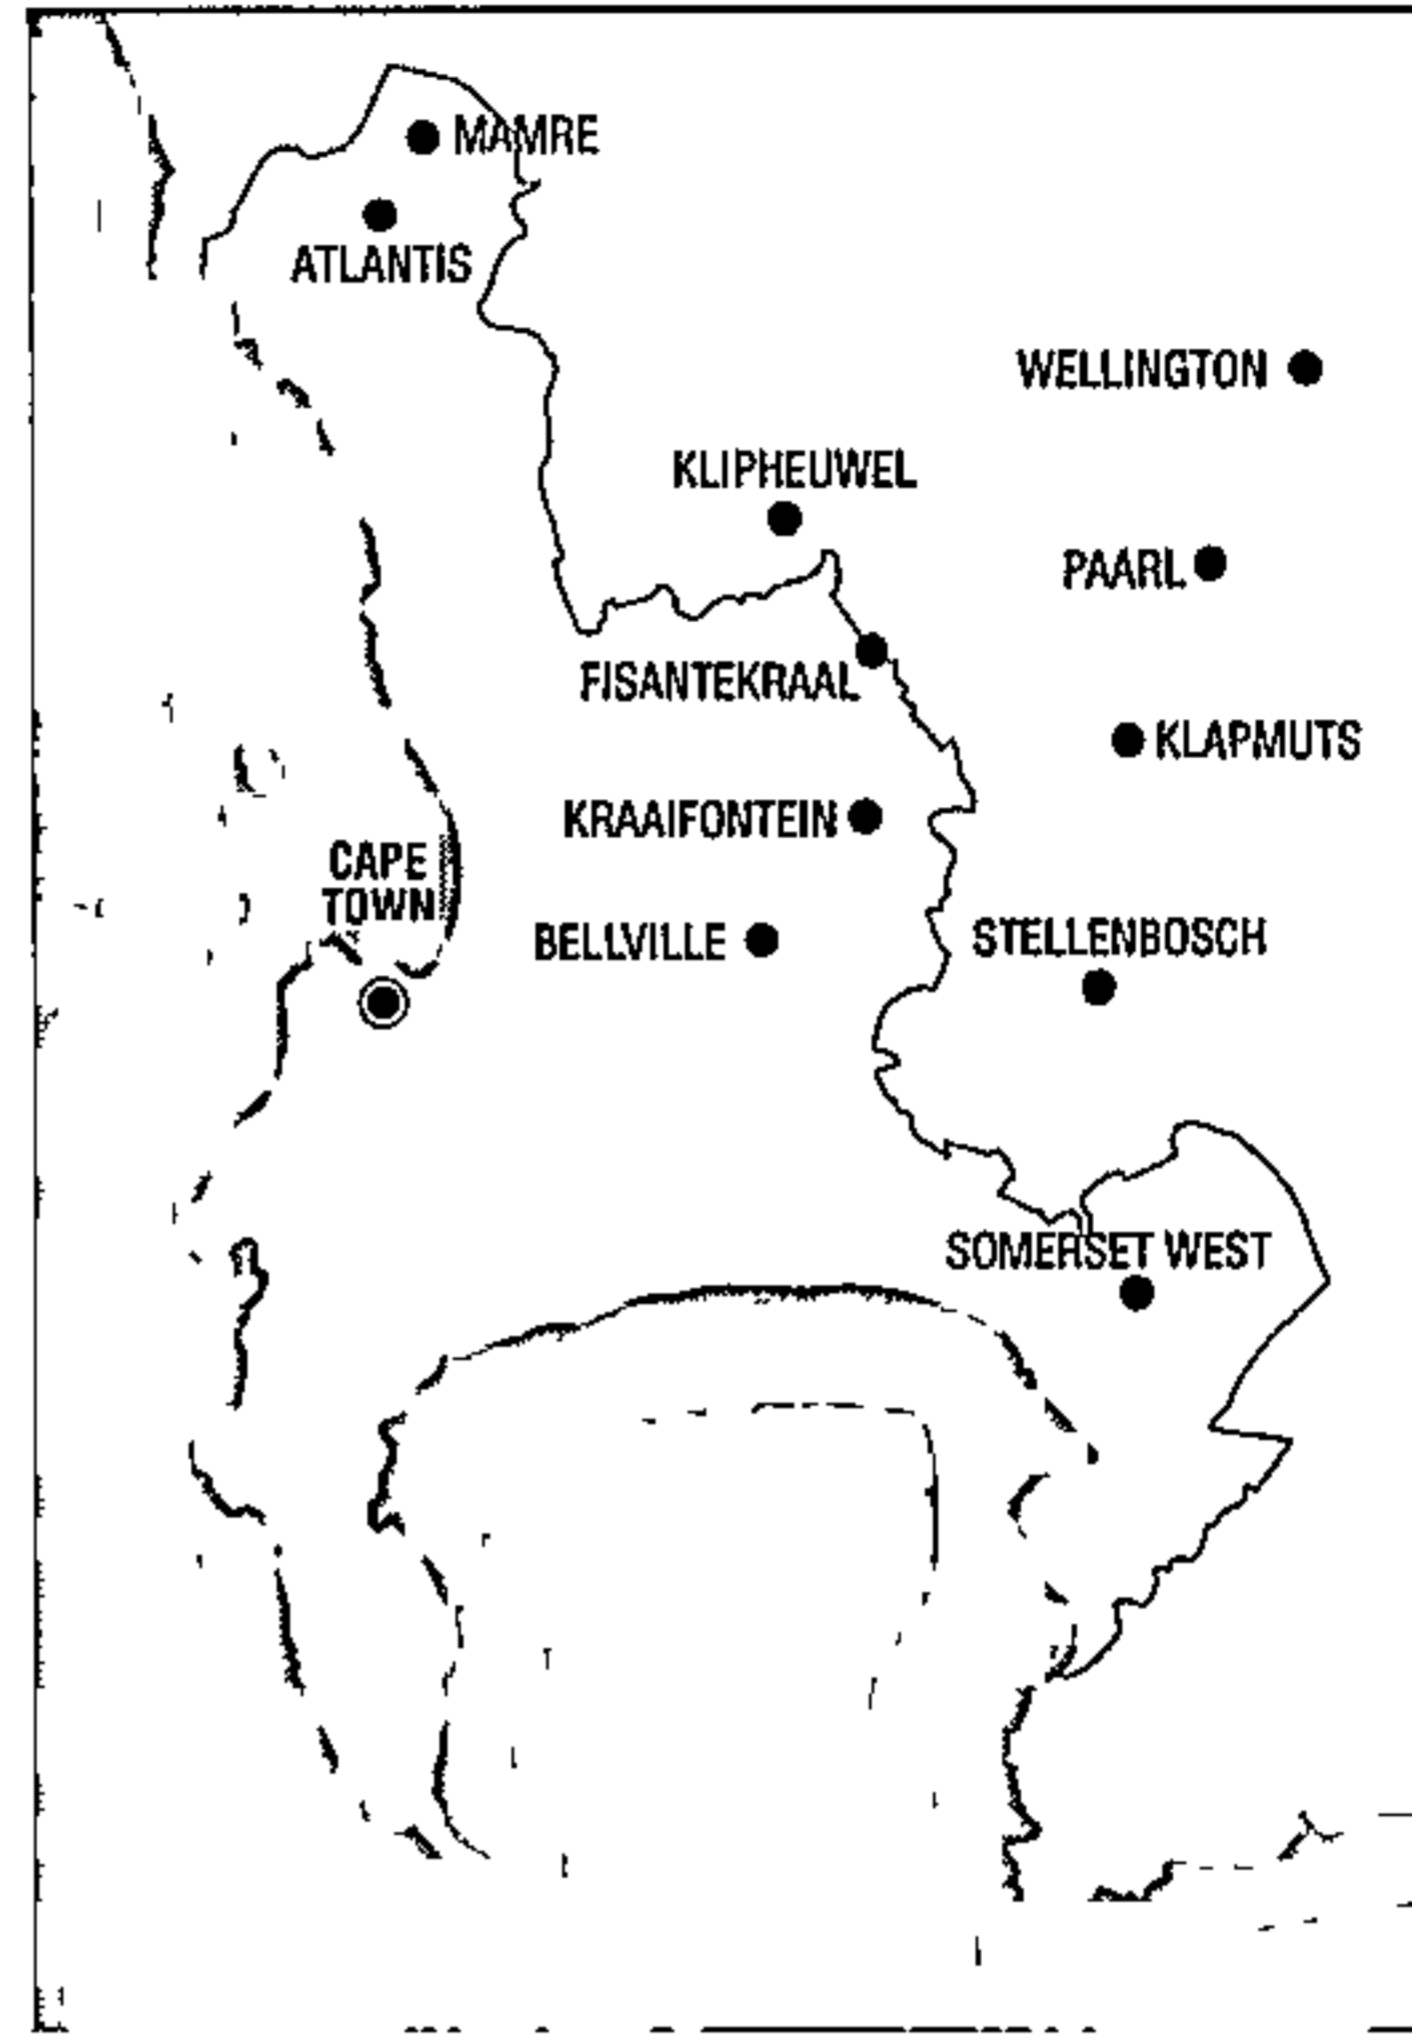 MAMRE
ATLANTIS
WELLINGTON
KLIPHEUWEL
PAARL
FISANTEKRAAL
KLAPMUTS
KRAAIFONTEIN
CAPE
TOWN
BELLVILLE
STELLENBOSCH
SOMERSET WEST